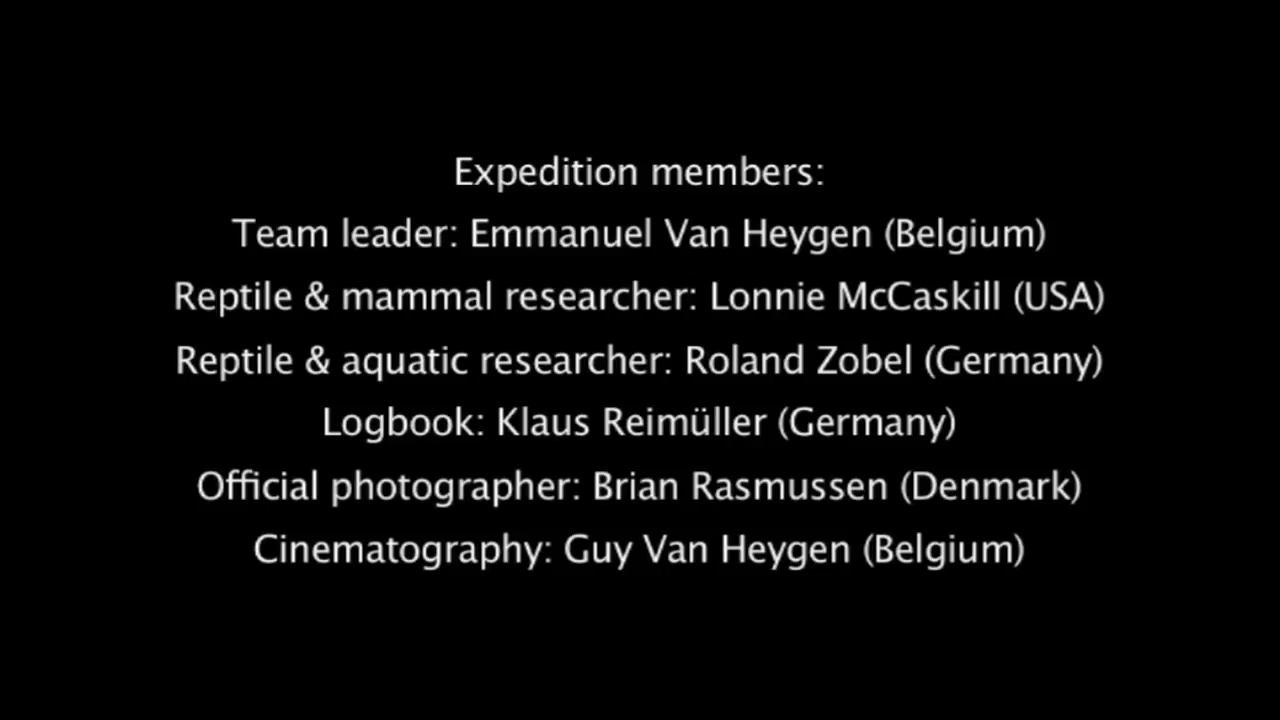 Expedition members:
Team leader: Emmanuel Van Heygen (Belgium)
Reptile & mammal researcher: Lonnie McCaskill (USA)
Reptile & aquatic researcher: Roland Zobel (Germany)
Logbook: Klaus Reimüller (Germany)
Official photographer: Brian Rasmussen (Denmark)
Cinematography: Guy Van Heygen (Belgium)